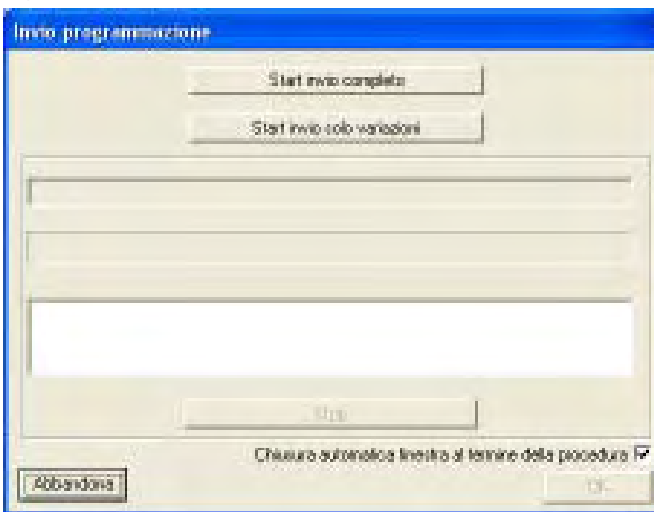 Invio programmazione
Start invio completo
Start invio solo variazioni
Stop
Chiusura automatica finestra al termine della procedura
Abbandona
OK